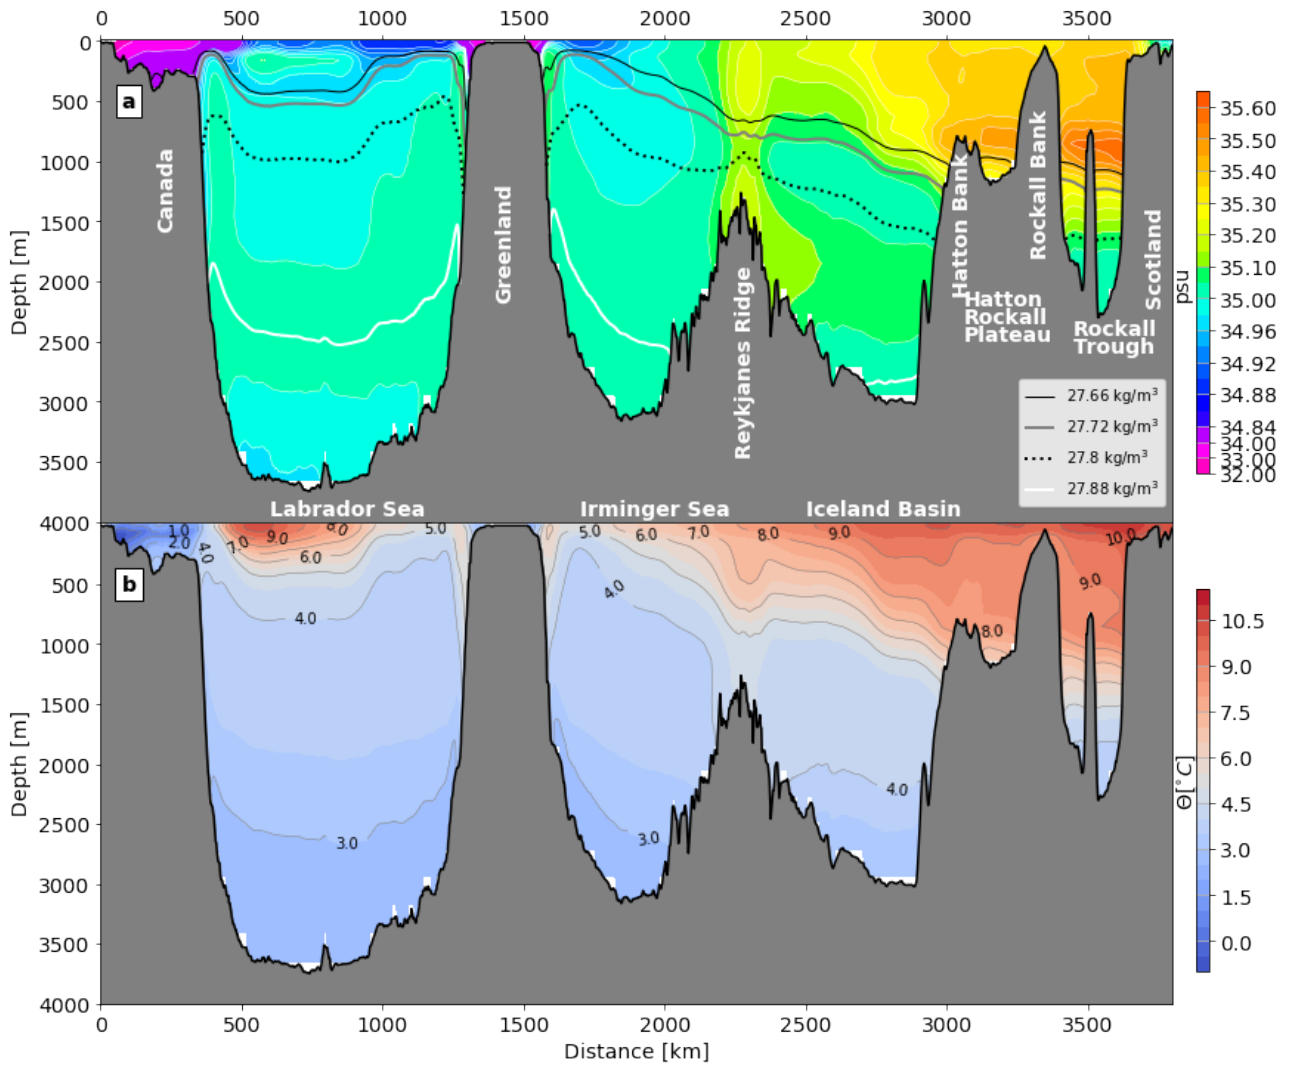 0 500 1000 1500 2000 2500 3000 3500
0
500
1000
1500
2000
2500
3000
3500
4000
Depth [m]
a
Canada
Greenland
Reykjanes Ridge
Hatton Bank
Rockall Bank
Scotland
Hatton
Rockall
Plateau
Rockall
Trough
27.66 kg/m³
27.72 kg/m³
27.8 kg/m³
27.88 kg/m³
Labrador Sea
Irminger Sea
Iceland Basin
35.60
35.50
35.40
35.30
35.20
35.10
35.00
34.96
34.92
34.88
34.84
34.00
33.00
32.00
psu
b
1.0
2.0
4.0
7.0
9.0
8.0
6.0
5.0
4.0
3.0
5.0
6.0
7.0
8.0
9.0
10.0
4.0
9.0
8.0
4.0
3.0
500
1000
1500
2000
2500
3000
3500
4000
Depth [m]
0 500 1000 1500 2000 2500 3000 3500
Distance [km]
10.5
9.0
7.5
6.0
4.5
3.0
1.5
0.0
Θ[°C]